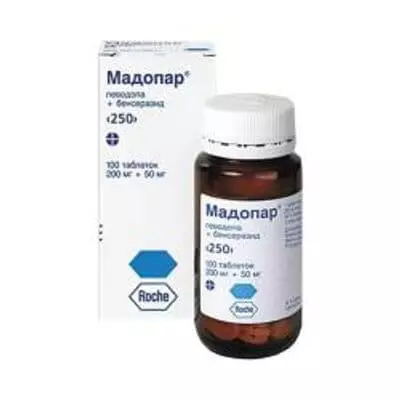 Мадопар®
леводопа
+ бенсеразид
‹250›
100 таблеток
200 мг + 50 мг
Roche
Мадопар®
леводопа
+ бенсеразид
‹250›
100 таблеток
200 мг + 50 мг
Roche